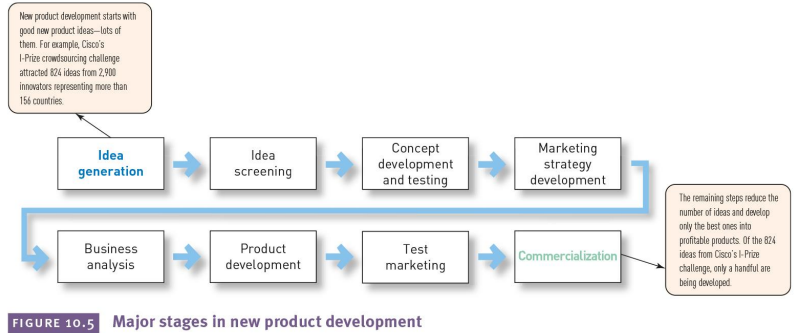 New product development starts with
good new product ideas—lots of
them. For example, Cisco's
I-Prize crowdsourcing challenge
attracted 824 ideas from 2,900
innovators representing more than
156 countries.
Idea
generation
Idea
screening
Concept
development
and testing
Marketing
strategy
development
The remaining steps reduce the
number of ideas and develop
only the best ones into
profitable products. Of the 824
ideas from Cisco's I-Prize
challenge, only a handful are
being developed.
Business
analysis
Product
development
Test
marketing
Commercialization
FIGURE 10.5 Major stages in new product development